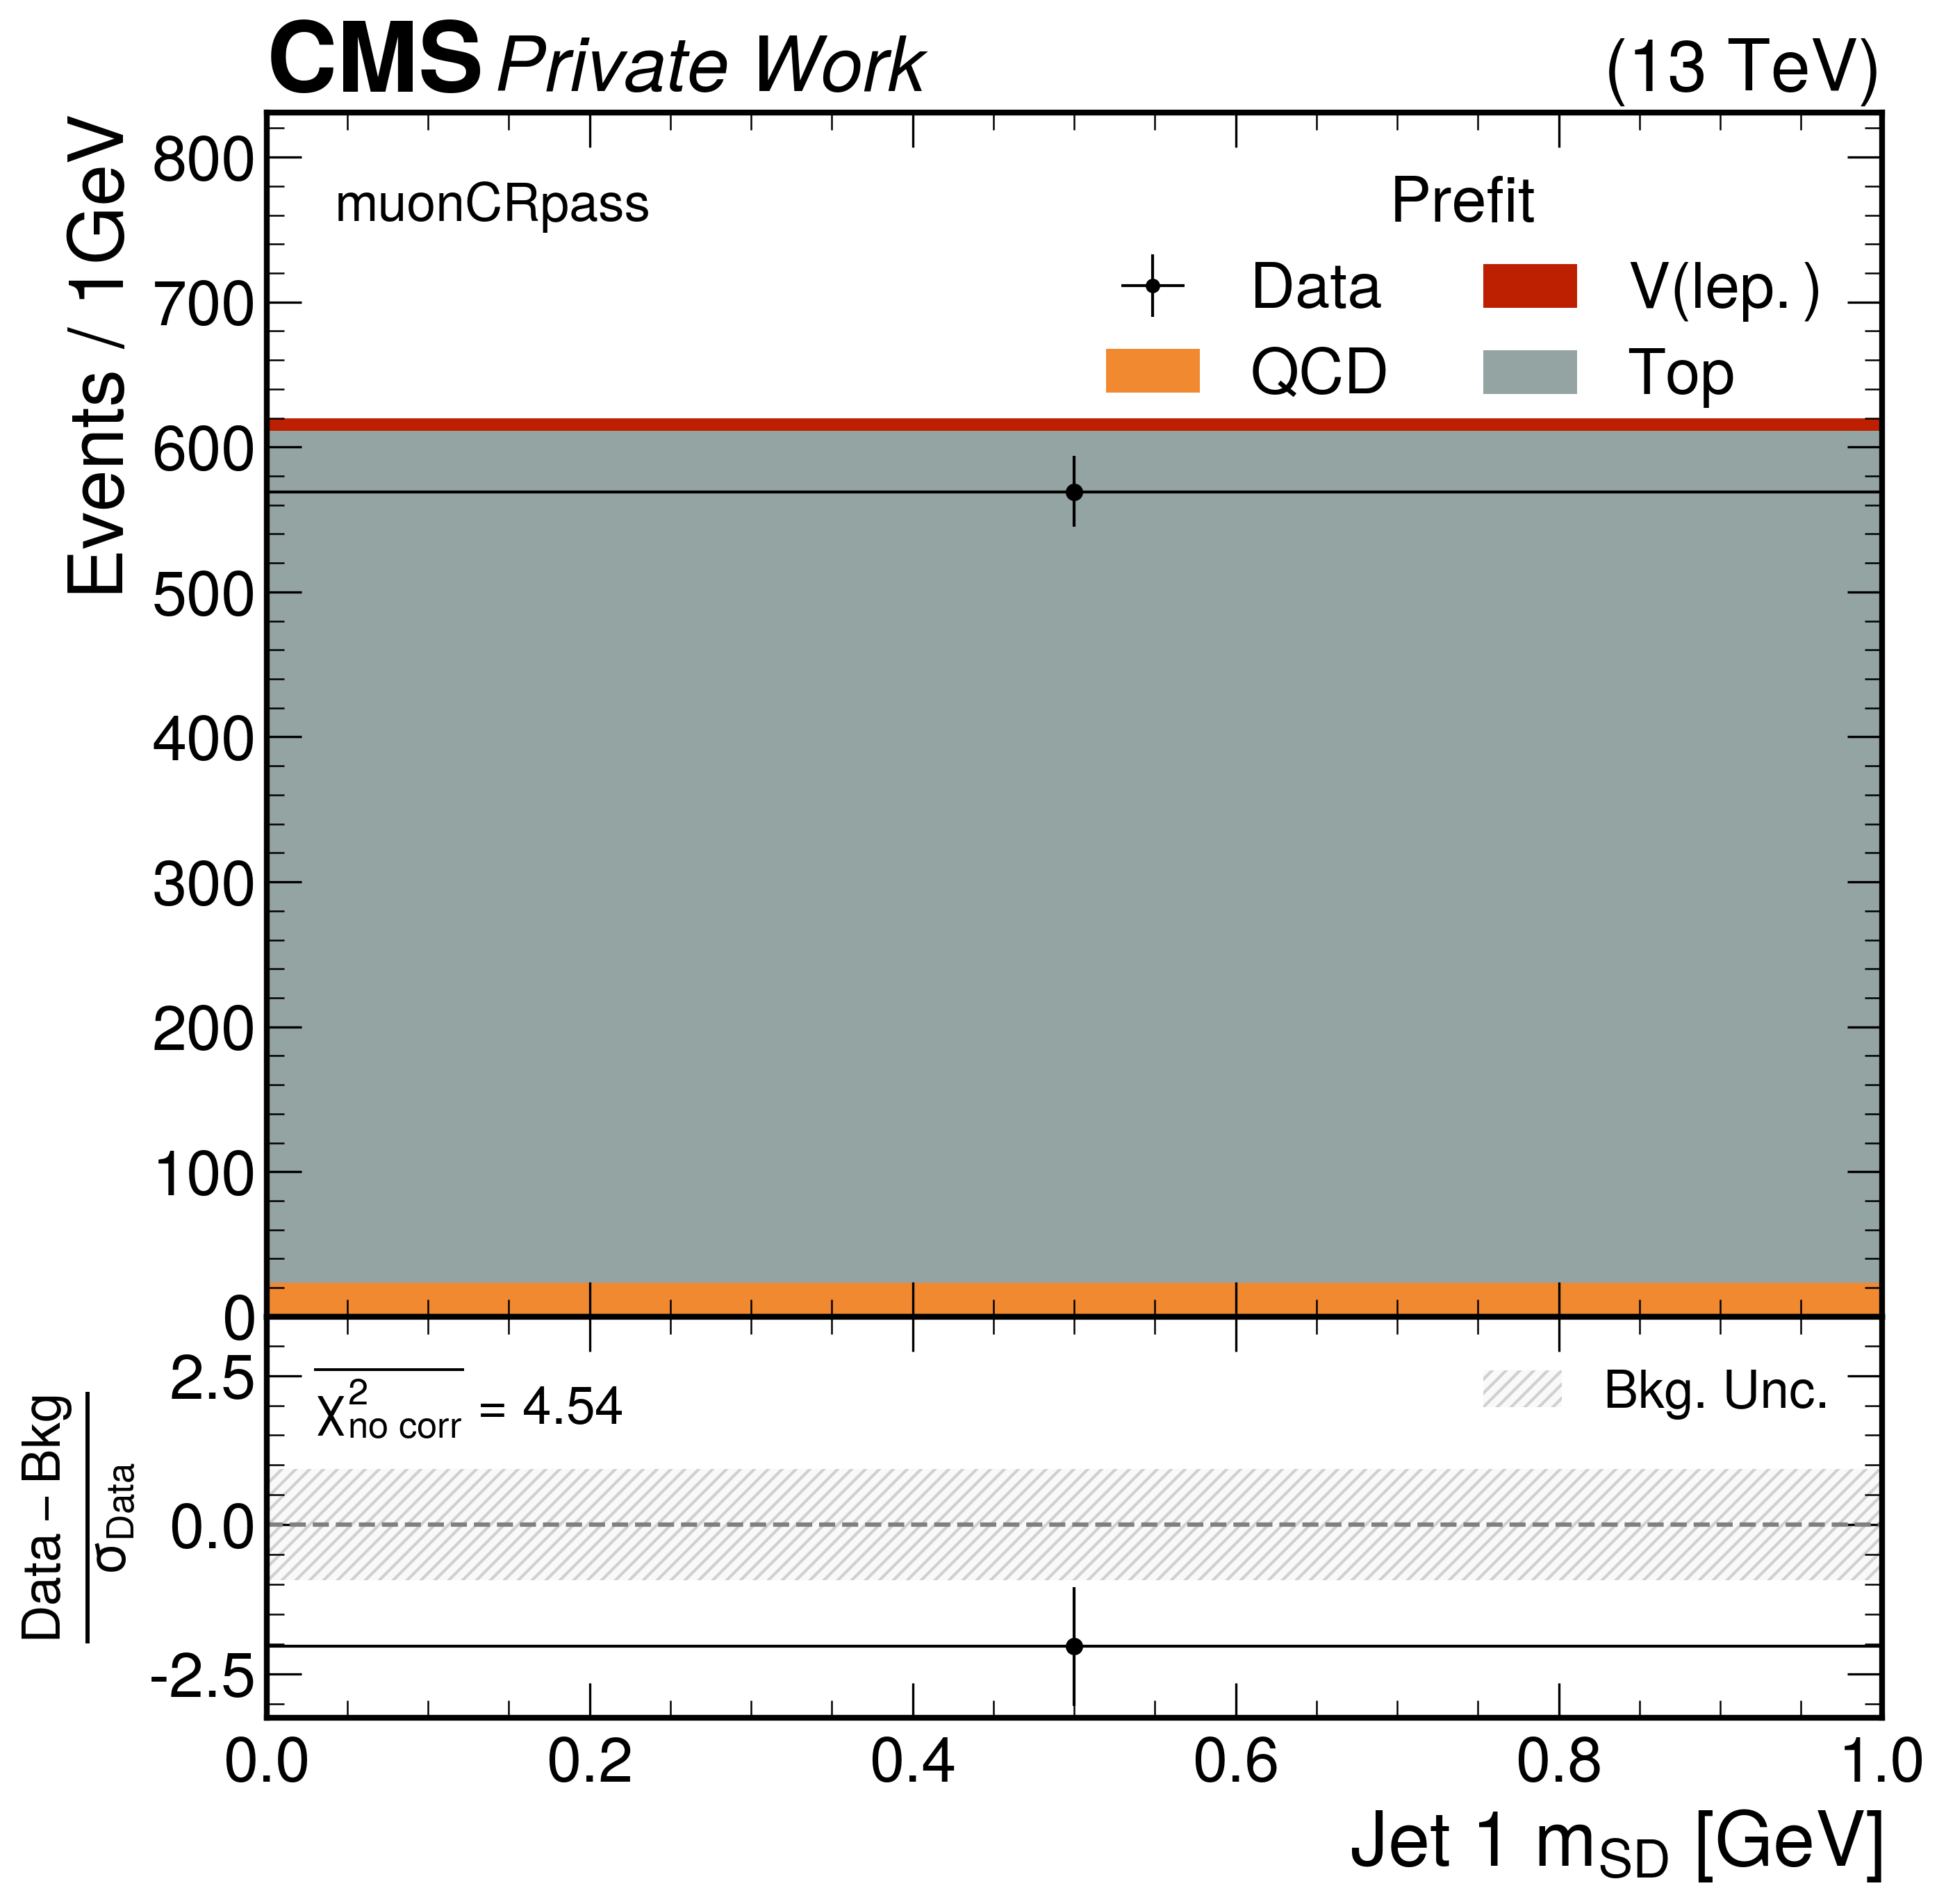 CMS Private Work (13 TeV)
Events / 1GeV
800
700
600
500
400
300
200
100
0
muonCRpass
Prefit
Data V(lep.)
QCD Top
Data − Bkg
σData
2.5
0.0
-2.5
χ²no corr = 4.54
Bkg. Unc.
0.0 0.2 0.4 0.6 0.8 1.0
Jet 1 mSD [GeV]